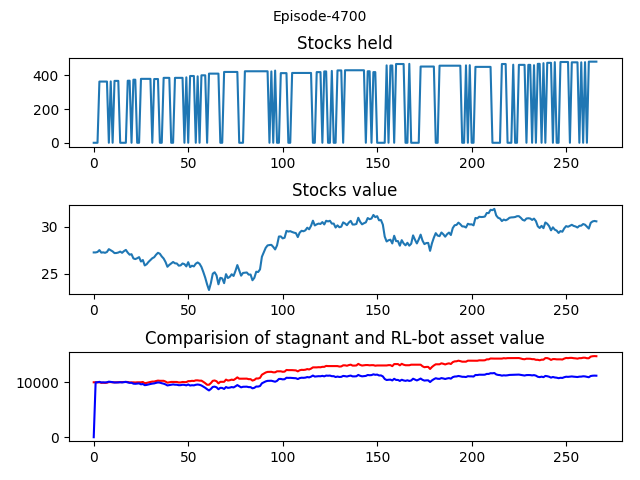 Episode-4700
Stocks held
400
200
0
0 50 100 150 200 250
Stocks value
30
25
0 50 100 150 200 250
Comparision of stagnant and RL-bot asset value
10000
0
0 50 100 150 200 250